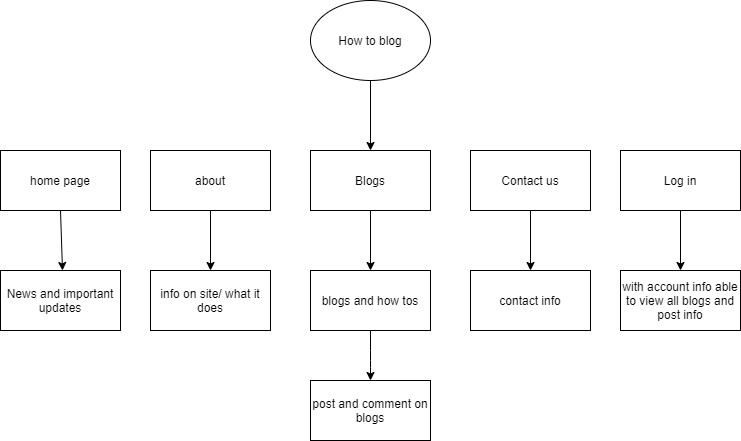 How to blog
home page
about
Blogs
Contact us
Log in
News and important
updates
info on site/ what it
does
blogs and how tos
contact info
with account info able
to view all blogs and
post info
post and comment on
blogs